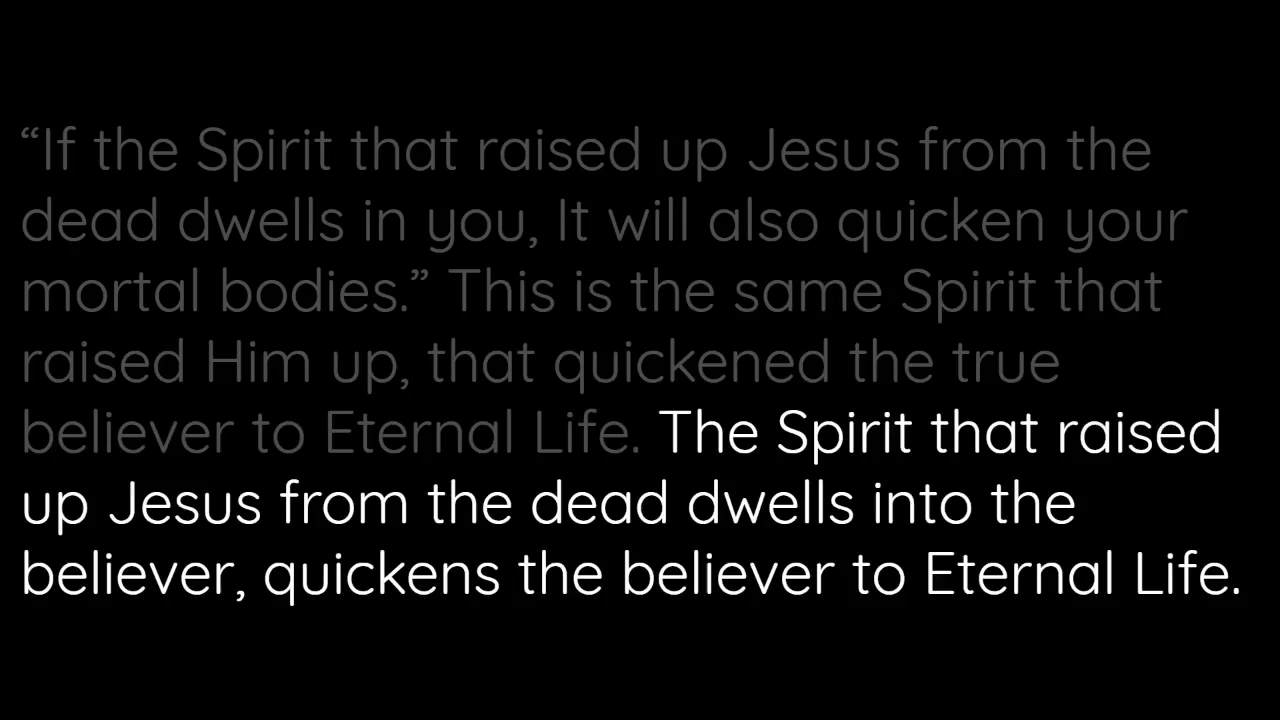 “If the Spirit that raised up Jesus from the
dead dwells in you, It will also quicken your
mortal bodies.” This is the same Spirit that
raised Him up, that quickened the true
believer to Eternal Life. The Spirit that raised
up Jesus from the dead dwells into the
believer, quickens the believer to Eternal Life.